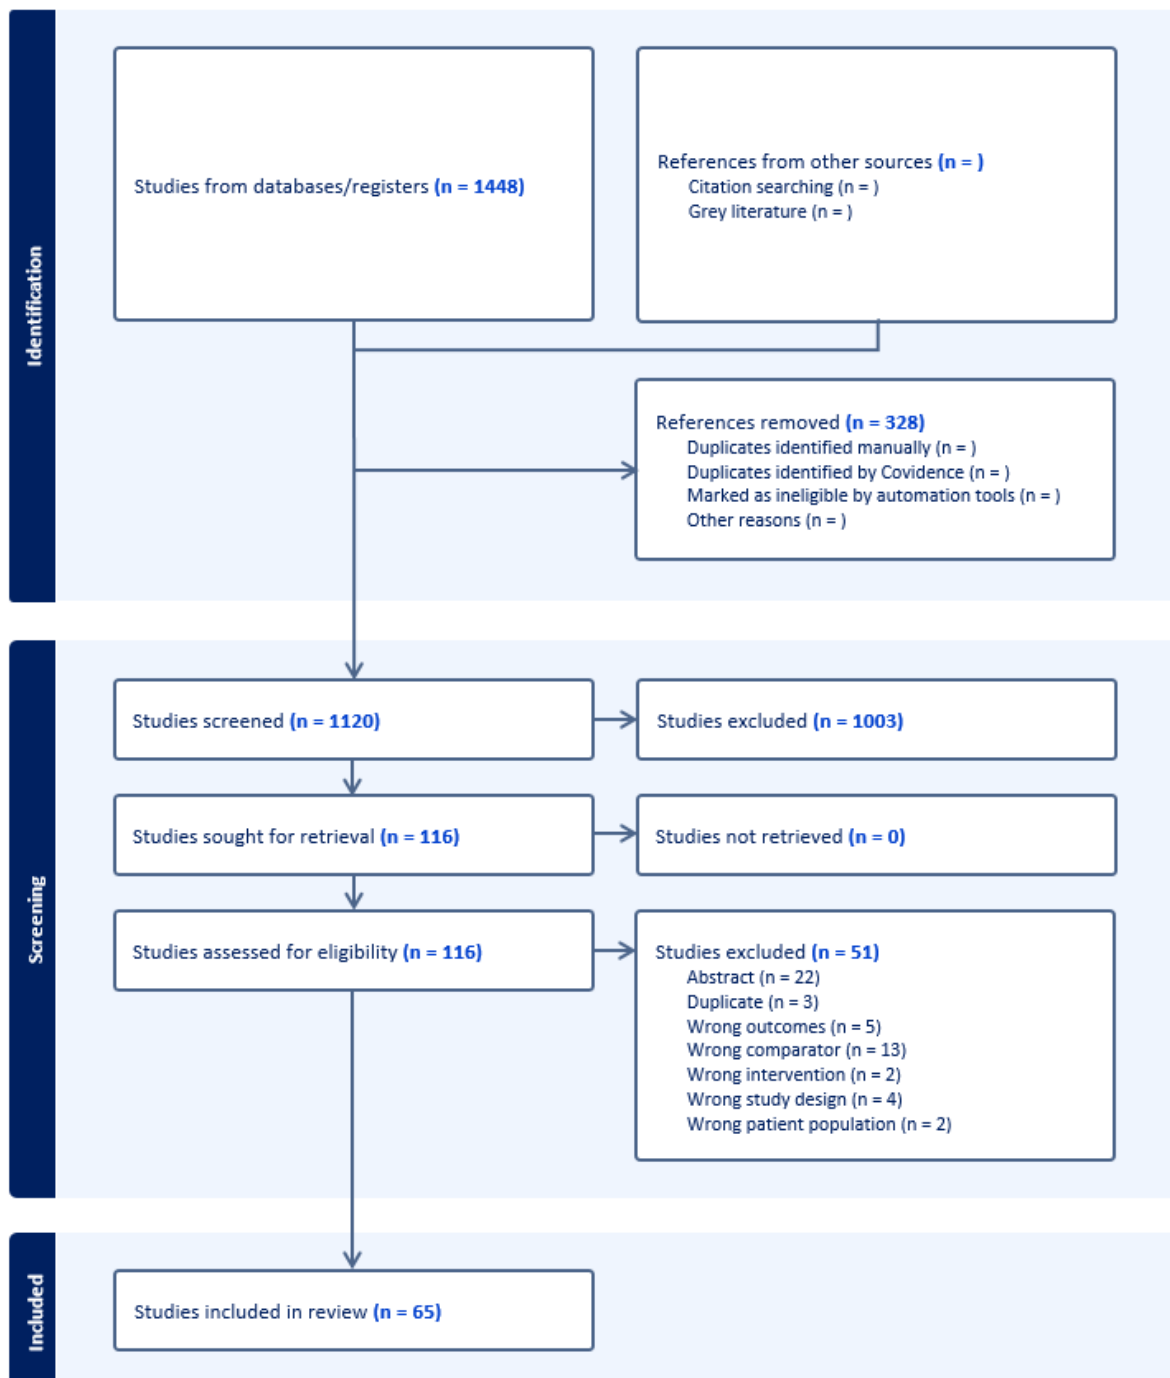 Identification
Studies from databases/registers (n = 1448)
References from other sources (n = )
Citation searching (n = )
Grey literature (n = )
References removed (n = 328)
Duplicates identified manually (n = )
Duplicates identified by Covidence (n = )
Marked as ineligible by automation tools (n = )
Other reasons (n = )
Screening
Studies screened (n = 1120)
Studies excluded (n = 1003)
Studies sought for retrieval (n = 116)
Studies not retrieved (n = 0)
Studies assessed for eligibility (n = 116)
Studies excluded (n = 51)
Abstract (n = 22)
Duplicate (n = 3)
Wrong outcomes (n = 5)
Wrong comparator (n = 13)
Wrong intervention (n = 2)
Wrong study design (n = 4)
Wrong patient population (n = 2)
Included
Studies included in review (n = 65)